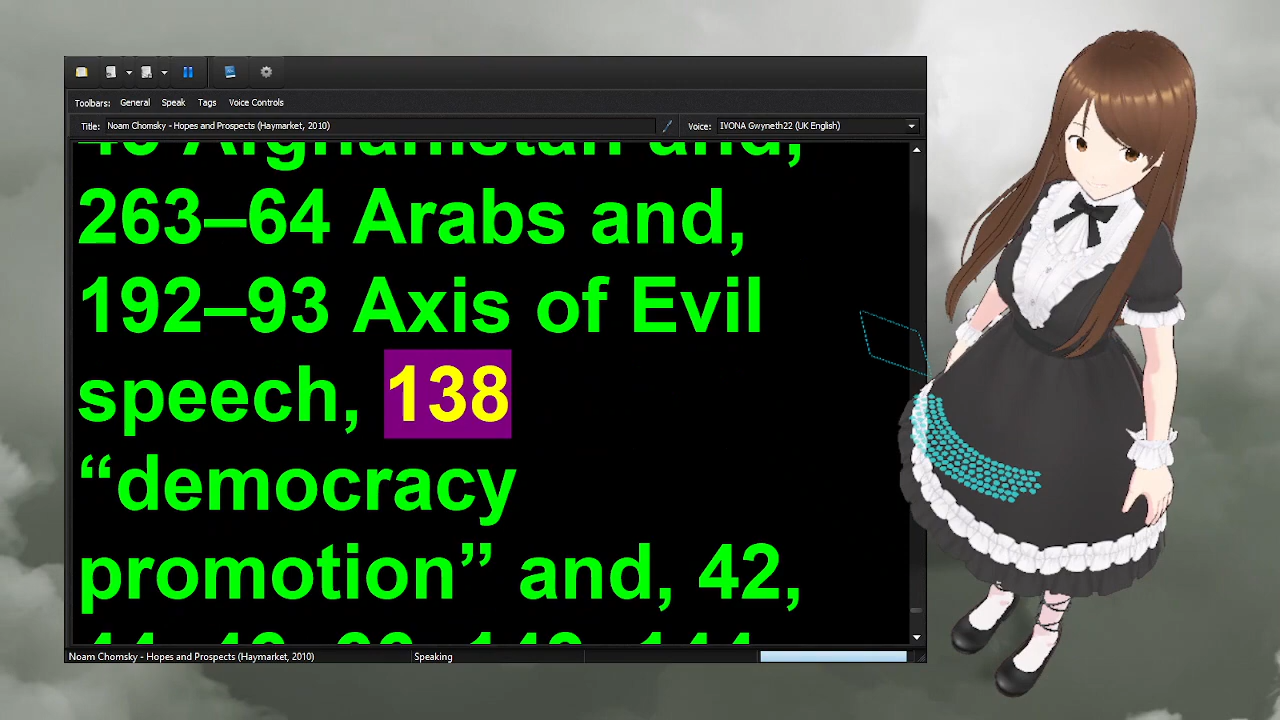 Toolbars: General Speak Tags Voice Controls
Title: Noam Chomsky - Hopes and Prospects (Haymarket, 2010) Voice: IVONA Gwyneth22 (UK English)
Afghanistan and,
263–64 Arabs and,
192–93 Axis of Evil
speech, 138
“democracy
promotion” and, 42,
Noam Chomsky - Hopes and Prospects (Haymarket, 2010) Speaking